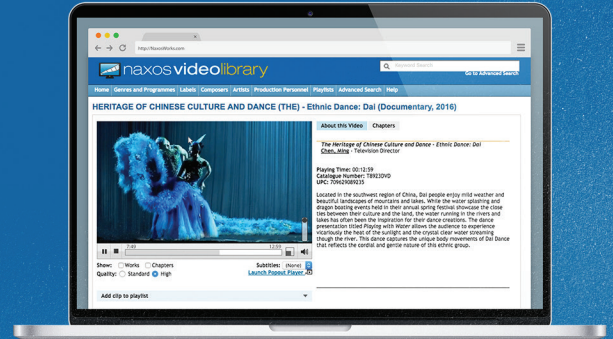 http://NaxosWorks.com
naxosvideolibrary
Keyword Search
Go to Advanced Search
Home Genres and Programmes Labels Composers Artists Production Personnel Playlists Advanced Search Help
HERITAGE OF CHINESE CULTURE AND DANCE (THE) - Ethnic Dance: Dai (Documentary, 2016)
About this Video Chapters
The Heritage of Chinese Culture and Dance - Ethnic Dance: Dai
Chen, Ming - Television Director
Playing Time: 00:12:59
Catalogue Number: T8923DVD
UPC: 709629089235
Located in the southwest region of China, Dai people enjoy mild weather and
beautiful landscapes of mountains and lakes. While the water splashing and
dragon boating events held in their annual spring festival showcase the close
ties between their culture and the land, the water running in the rivers and
lakes has often been the inspiration for their dance creations. The dance
presentation titled Playing with Water allows the audience to experience
vicariously the heat of the sunlight and the crystal clear water streaming
though the river. This dance captures the unique body movements of Dai Dance
that reflects the cordial and gentle nature of this ethnic group.
7:49 12:59
Show: Works Chapters Subtitles: (None)
Quality: Standard High Launch Popout Player
Add clip to playlist